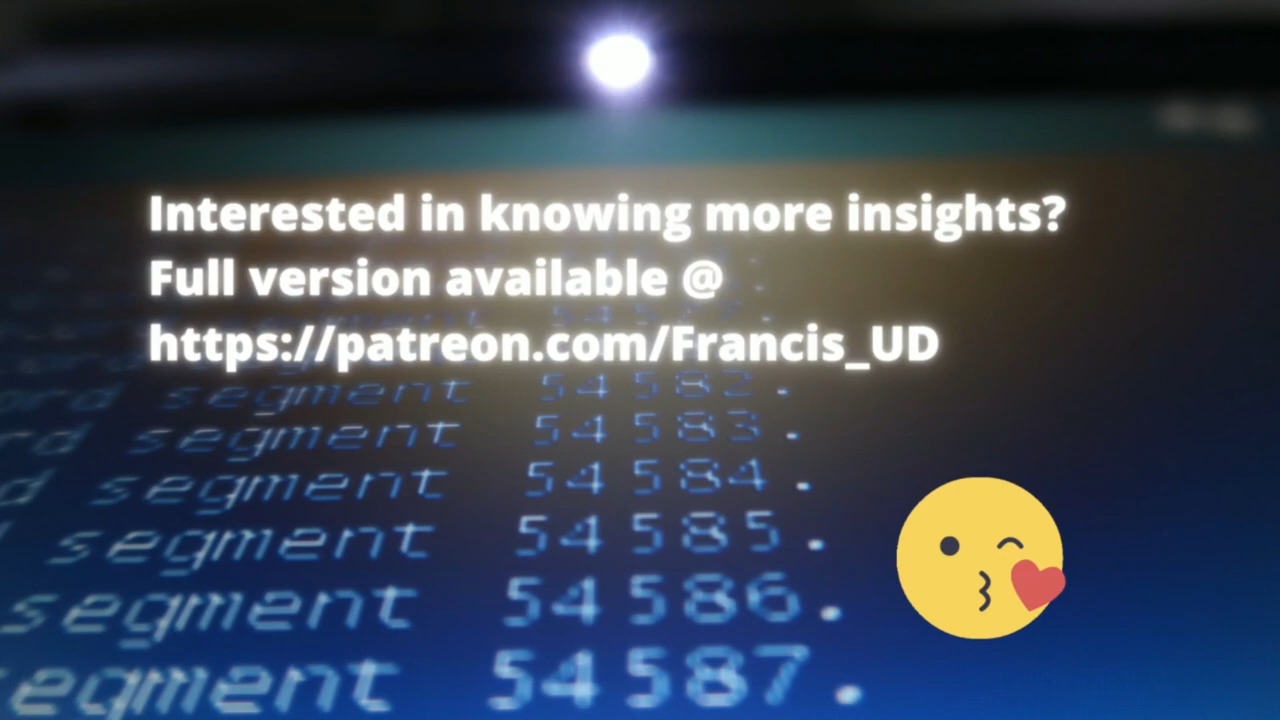 Interested in knowing more insights?
Full version available @
https://patreon.com/Francis_UD
segment 54582.
segment 54583.
segment 54584.
segment 54585.
segment 54586.
segment 54587.